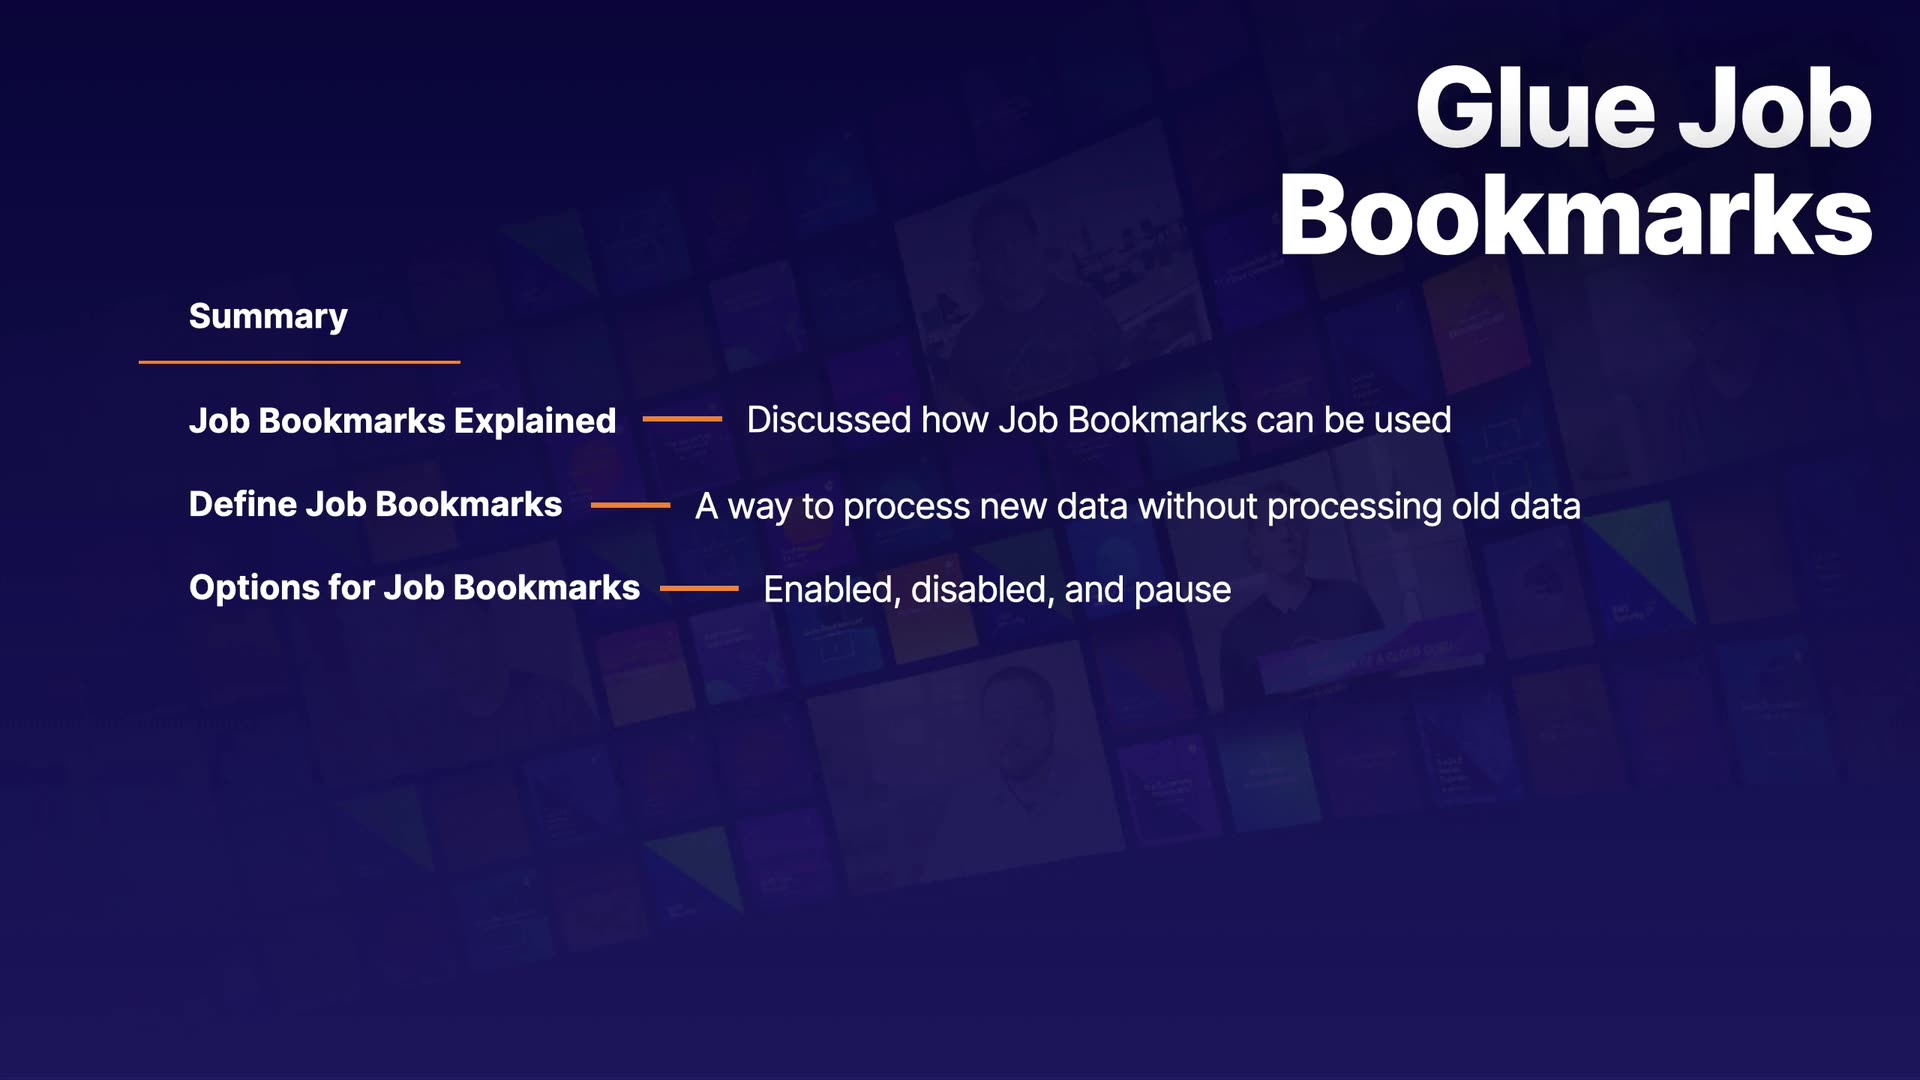 Glue Job
Bookmarks
Summary
Job Bookmarks Explained Discussed how Job Bookmarks can be used
Define Job Bookmarks A way to process new data without processing old data
Options for Job Bookmarks Enabled, disabled, and pause